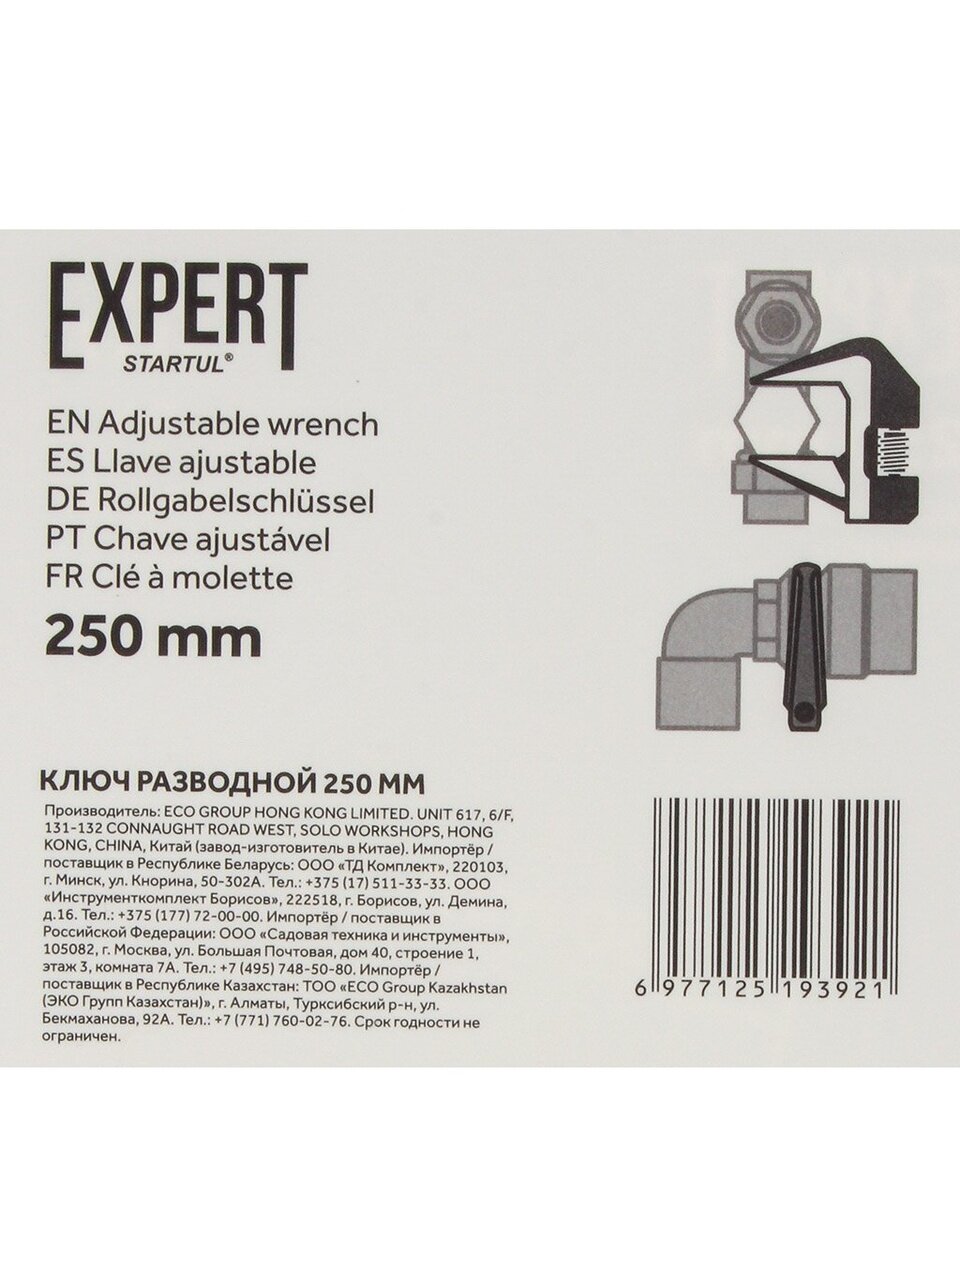 EXPERT
STARTUL®
EN Adjustable wrench
ES Llave ajustable
DE Rollgabelschlüssel
PT Chave ajustável
FR Clé à molette
250 mm
КЛЮЧ РАЗВОДНОЙ 250 ММ
Производитель: ECO GROUP HONG KONG LIMITED. UNIT 617, 6/F,
131-132 CONNAUGHT ROAD WEST, SOLO WORKSHOPS, HONG
KONG, CHINA, Китай (завод-изготовитель в Китае). Импортёр /
поставщик в Республике Беларусь: ООО «ТД Комплект», 220103,
г. Минск, ул. Кнорина, 50-302А. Тел.: +375 (17) 511-33-33. ООО
«Инструменткомплект Борисов», 222518, г. Борисов, ул. Демина,
д.16. Тел.: +375 (177) 72-00-00. Импортёр / поставщик в
Российской Федерации: ООО «Садовая техника и инструменты»,
105082, г. Москва, ул. Большая Почтовая, дом 40, строение 1,
этаж 3, комната 7А. Тел.: +7 (495) 748-50-80. Импортёр /
поставщик в Республике Казахстан: ТОО «ECO Group Kazakhstan
(ЭКО Групп Казахстан)», г. Алматы, Турксибский р-н, ул.
Бекмаханова, 92А. Тел.: +7 (771) 760-02-76. Срок годности не
ограничен.
6 977125 193921